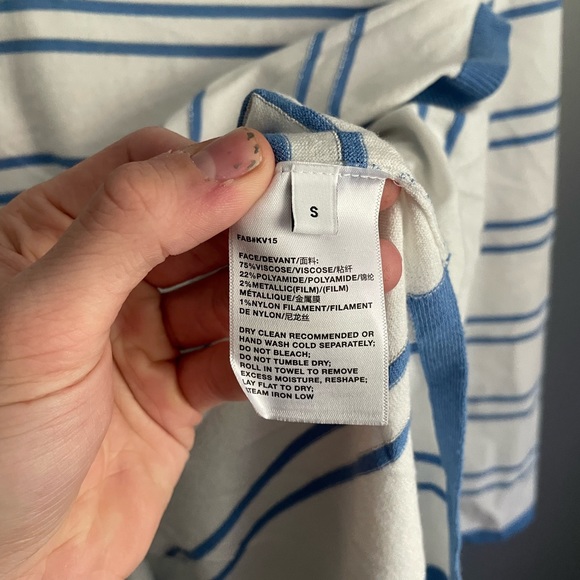 S
FAB#KV15
FACE/DEVANT/面料:
75%VISCOSE/VISCOSE/粘纤
22%POLYAMIDE/POLYAMIDE/锦纶
2%METALLIC(FILM)/(FILM)
MÉTALLIQUE/金属膜
1%NYLON FILAMENT/FILAMENT
DE NYLON/尼龙丝
DRY CLEAN RECOMMENDED OR
HAND WASH COLD SEPARATELY;
DO NOT BLEACH;
DO NOT TUMBLE DRY;
ROLL IN TOWEL TO REMOVE
EXCESS MOISTURE, RESHAPE;
LAY FLAT TO DRY;
STEAM IRON LOW